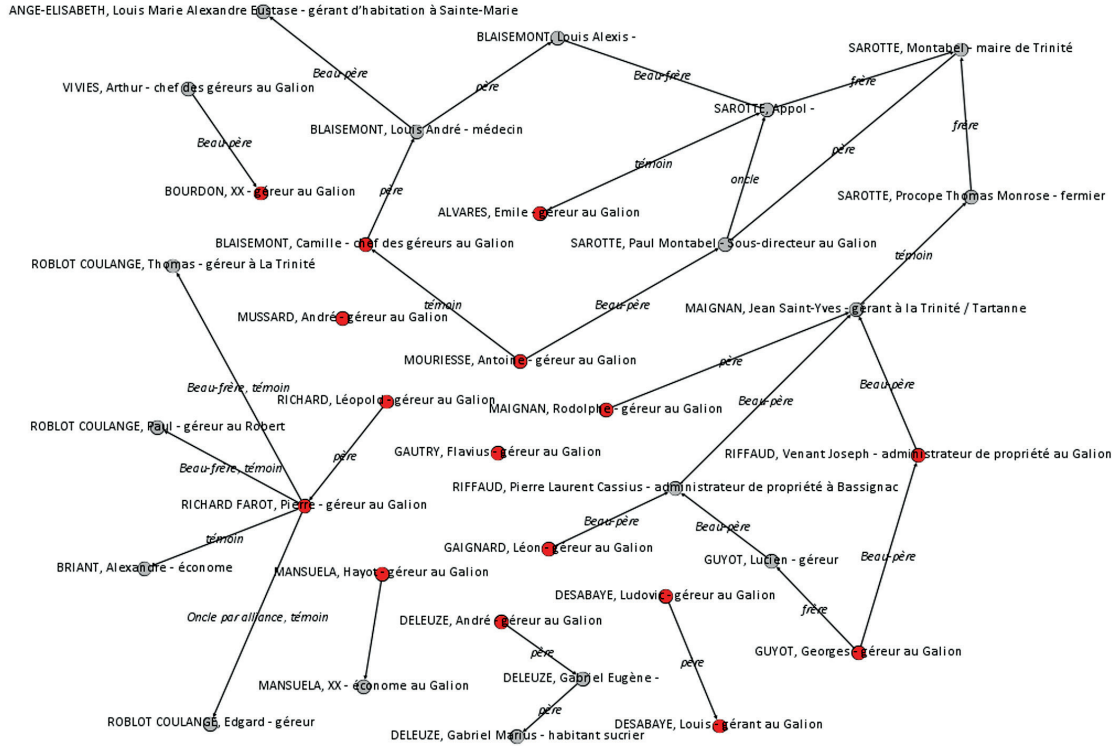 ANGE-ELISABETH, Louis Marie Alexandre Eustase - gérant d'habitation à Sainte-Marie
BLAISEMONT, Louis Alexis -
SAROTTE, Montabel - maire de Trinité
Beau-père
Beau-frère
frère
VIVIES, Arthur - chef des géreurs au Galion
père
SAROTTE, Appol -
BLAISEMONT, Louis André - médecin
frère
Beau-père
père
témoin
oncle
BOURDON, XX - géreur au Galion
père
SAROTTE, Procope Thomas Monrose - fermier
ALVARES, Emile - géreur au Galion
BLAISEMONT, Camille - chef des géreurs au Galion
SAROTTE, Paul Montabel - Sous-directeur au Galion
témoin
ROBLOT COULANGE, Thomas - géreur à La Trinité
témoin
Beau-père
MAIGNAN, Jean Saint-Yves - gérant à la Trinité / Tartanne
MUSSARD, André - géreur au Galion
MOURIESSE, Antoine - géreur au Galion
père
Beau-frère, témoin
Beau-père
RICHARD, Léopold - géreur au Galion
Beau-père
MAIGNAN, Rodolphe - géreur au Galion
ROBLOT COULANGE, Paul - géreur au Robert
GAUTRY, Flavius - géreur au Galion
RIFFAUD, Venant Joseph - administrateur de propriété au Galion
père
Beau-frère, témoin
RIFFAUD, Pierre Laurent Cassius - administrateur de propriété à Bassignac
RICHARD FAROT, Pierre - géreur au Galion
Beau-père
Beau-père
témoin
GAIGNARD, Léon - géreur au Galion
Beau-père
GUYOT, Lucien - géreur
BRIANT, Alexandre - économe
MANSUELA, Hayot - géreur au Galion
DESABAYE, Ludovic - géreur au Galion
frère
Oncle par alliance, témoin
DELEUZE, André - géreur au Galion
père
GUYOT, Georges - géreur au Galion
père
DELEUZE, Gabriel Eugène -
MANSUELA, XX - économe au Galion
père
ROBLOT COULANGE, Edgard - géreur
DESABAYE, Louis - gérant au Galion
DELEUZE, Gabriel Marius - habitant sucrier